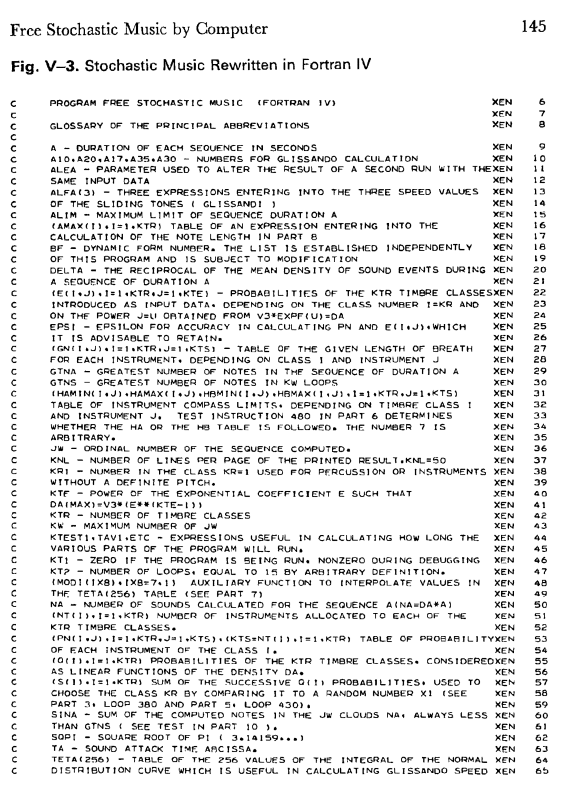 Free Stochastic Music by Computer 145
Fig. V–3. Stochastic Music Rewritten in Fortran IV
C PROGRAM FREE STOCHASTIC MUSIC (FORTRAN IV) XEN 6
C XEN 7
C GLOSSARY OF THE PRINCIPAL ABBREVIATIONS XEN 8
C
C A - DURATION OF EACH SEQUENCE IN SECONDS XEN 9
C A10,A20,A17,A35,A30 - NUMBERS FOR GLISSANDO CALCULATION XEN 10
C ALEA - PARAMETER USED TO ALTER THE RESULT OF A SECOND RUN WITH THEXEN 11
C SAME INPUT DATA XEN 12
C ALFA(3) - THREE EXPRESSIONS ENTERING INTO THE THREE SPEED VALUES XEN 13
C OF THE SLIDING TONES ( GLISSANDI ) XEN 14
C ALIM - MAXIMUM LIMIT OF SEQUENCE DURATION A XEN 15
C (AMAX(I),I=1,KTR) TABLE OF AN EXPRESSION ENTERING INTO THE XEN 16
C CALCULATION OF THE NOTE LENGTH IN PART 8 XEN 17
C BF - DYNAMIC FORM NUMBER. THE LIST IS ESTABLISHED INDEPENDENTLY XEN 18
C OF THIS PROGRAM AND IS SUBJECT TO MODIFICATION XEN 19
C DELTA - THE RECIPROCAL OF THE MEAN DENSITY OF SOUND EVENTS DURING XEN 20
C A SEQUENCE OF DURATION A XEN 21
C (E(I,J),I=1,KTR,J=1,KTE) - PROBABILITIES OF THE KTR TIMBRE CLASSESXEN 22
C INTRODUCED AS INPUT DATA, DEPENDING ON THE CLASS NUMBER I=KR AND XEN 23
C ON THE POWER J=U OBTAINED FROM V3*EXPF(U)=DA XEN 24
C EPSI - EPSILON FOR ACCURACY IN CALCULATING PN AND E(I,J),WHICH XEN 25
C IT IS ADVISABLE TO RETAIN. XEN 26
C (GN(I,J),I=1,KTR,J=1,KTS) - TABLE OF THE GIVEN LENGTH OF BREATH XEN 27
C FOR EACH INSTRUMENT, DEPENDING ON CLASS I AND INSTRUMENT J XEN 28
C GTNA - GREATEST NUMBER OF NOTES IN THE SEQUENCE OF DURATION A XEN 29
C GTNS - GREATEST NUMBER OF NOTES IN KW LOOPS XEN 30
C (HAMIN(I,J),HAMAX(I,J),HBMIN(I,J),HBMAX(I,J),I=1,KTR,J=1,KTS) XEN 31
C TABLE OF INSTRUMENT COMPASS LIMITS, DEPENDING ON TIMBRE CLASS I XEN 32
C AND INSTRUMENT J. TEST INSTRUCTION 480 IN PART 6 DETERMINES XEN 33
C WHETHER THE HA OR THE HB TABLE IS FOLLOWED. THE NUMBER 7 IS XEN 34
C ARBITRARY. XEN 35
C JW - ORDINAL NUMBER OF THE SEQUENCE COMPUTED. XEN 36
C KNL - NUMBER OF LINES PER PAGE OF THE PRINTED RESULT.KNL=50 XEN 37
C KR1 - NUMBER IN THE CLASS KR=1 USED FOR PERCUSSION OR INSTRUMENTS XEN 38
C WITHOUT A DEFINITE PITCH. XEN 39
C KTE - POWER OF THE EXPONENTIAL COEFFICIENT E SUCH THAT XEN 40
C DA(MAX)=V3*(E**(KTE-1)) XEN 41
C KTR - NUMBER OF TIMBRE CLASSES XEN 42
C KW - MAXIMUM NUMBER OF JW XEN 43
C KTEST1,TAV1,ETC - EXPRESSIONS USEFUL IN CALCULATING HOW LONG THE XEN 44
C VARIOUS PARTS OF THE PROGRAM WILL RUN. XEN 45
C KT1 - ZERO IF THE PROGRAM IS BEING RUN, NONZERO DURING DEBUGGING XEN 46
C KT2 - NUMBER OF LOOPS, EQUAL TO 15 BY ARBITRARY DEFINITION. XEN 47
C (MODI(IX8),IX8=7,1) AUXILIARY FUNCTION TO INTERPOLATE VALUES IN XEN 48
C THE TETA(256) TABLE (SEE PART 7) XEN 49
C NA - NUMBER OF SOUNDS CALCULATED FOR THE SEQUENCE A(NA=DA*A) XEN 50
C (NT(I),I=1,KTR) NUMBER OF INSTRUMENTS ALLOCATED TO EACH OF THE XEN 51
C KTR TIMBRE CLASSES. XEN 52
C (PN(I,J),I=1,KTR,J=1,KTS),(KTS=NT(I),I=1,KTR) TABLE OF PROBABILITYXEN 53
C OF EACH INSTRUMENT OF THE CLASS I. XEN 54
C (Q(I),I=1,KTR) PROBABILITIES OF THE KTR TIMBRE CLASSES, CONSIDEREDXEN 55
C AS LINEAR FUNCTIONS OF THE DENSITY DA. XEN 56
C (S(I),I=1,KTR) SUM OF THE SUCCESSIVE Q(I) PROBABILITIES, USED TO XEN 57
C CHOOSE THE CLASS KR BY COMPARING IT TO A RANDOM NUMBER X1 (SEE XEN 58
C PART 3, LOOP 380 AND PART 5, LOOP 430). XEN 59
C SINA - SUM OF THE COMPUTED NOTES IN THE JW CLOUDS NA, ALWAYS LESS XEN 60
C THAN GTNS ( SEE TEST IN PART 10 ). XEN 61
C SQPI - SQUARE ROOT OF PI ( 3.14159...) XEN 62
C TA - SOUND ATTACK TIME ABCISSA. XEN 63
C TETA(256) - TABLE OF THE 256 VALUES OF THE INTEGRAL OF THE NORMAL XEN 64
C DISTRIBUTION CURVE WHICH IS USEFUL IN CALCULATING GLISSANDO SPEED XEN 65